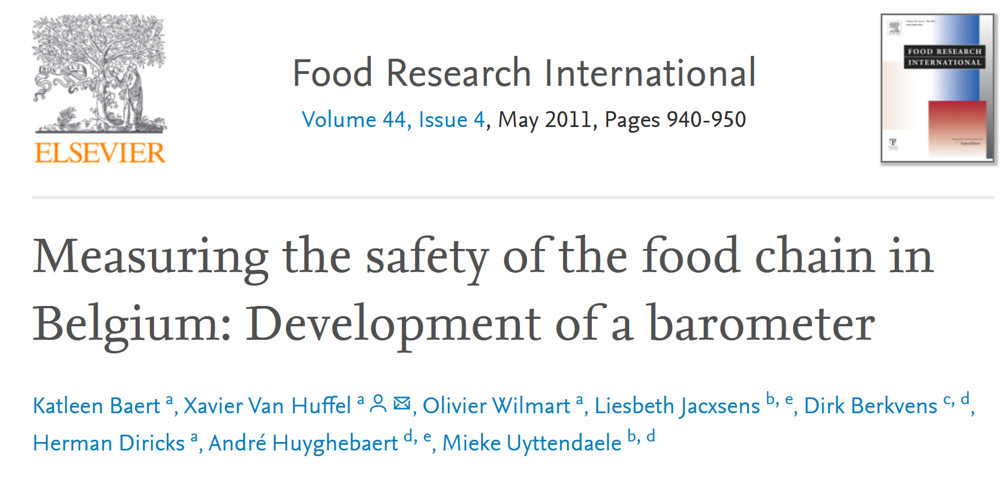 NON SOLUS
ELSEVIER
Food Research International
Volume 44, Issue 4, May 2011, Pages 940-950
FOOD RESEARCH
INTERNATIONAL
ScienceDirect
Measuring the safety of the food chain in
Belgium: Development of a barometer
Katleen Baert a, Xavier Van Huffel a, Olivier Wilmart a, Liesbeth Jacxsens b, e, Dirk Berkvens c, d,
Herman Diricks a, André Huyghebaert d, e, Mieke Uyttendaele b, d